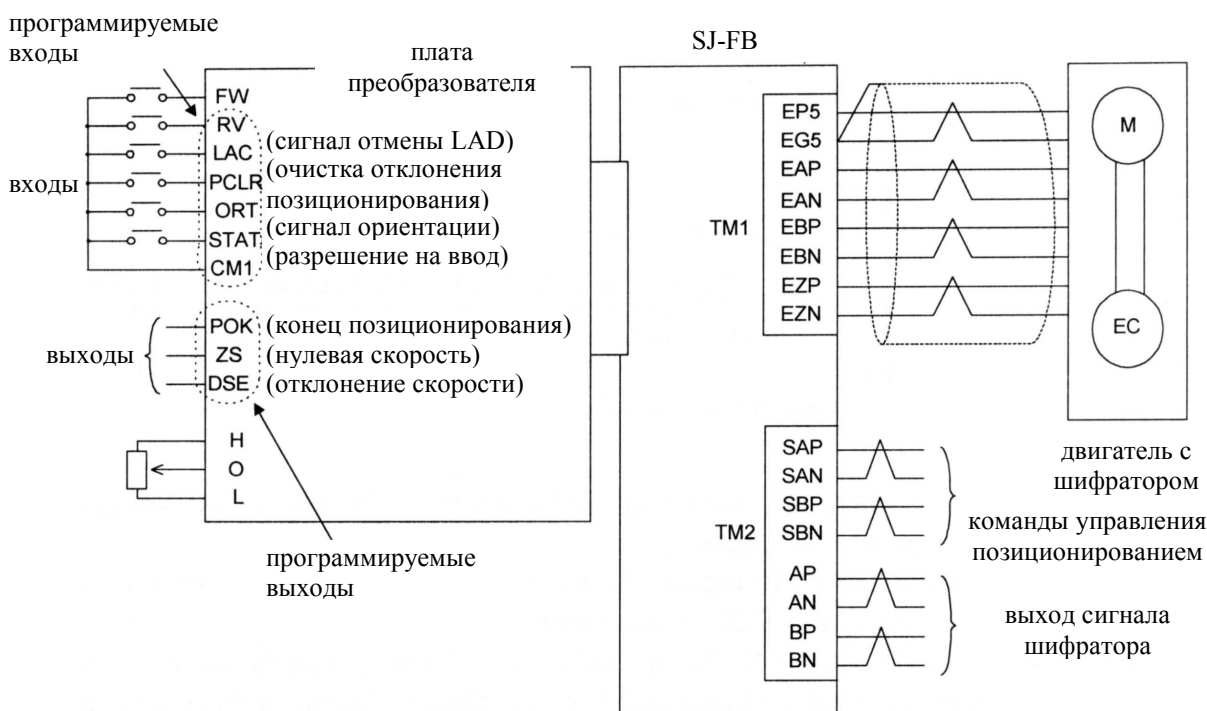 программируемые
входы
плата
преобразователя
SJ-FB
FW
RV
LAC
PCLR
ORT
STAT
CM1
(сигнал отмены LAD)
(очистка отклонения
позиционирования)
(сигнал ориентации)
(разрешение на ввод)
входы
POK (конец позиционирования)
ZS (нулевая скорость)
DSE (отклонение скорости)
выходы
H
O
L
программируемые
выходы
TM1
EP5
EG5
EAP
EAN
EBP
EBN
EZP
EZN
M
EC
двигатель с
шифратором
TM2
SAP
SAN
SBP
SBN
AP
AN
BP
BN
команды управления
позиционированием
выход сигнала
шифратора